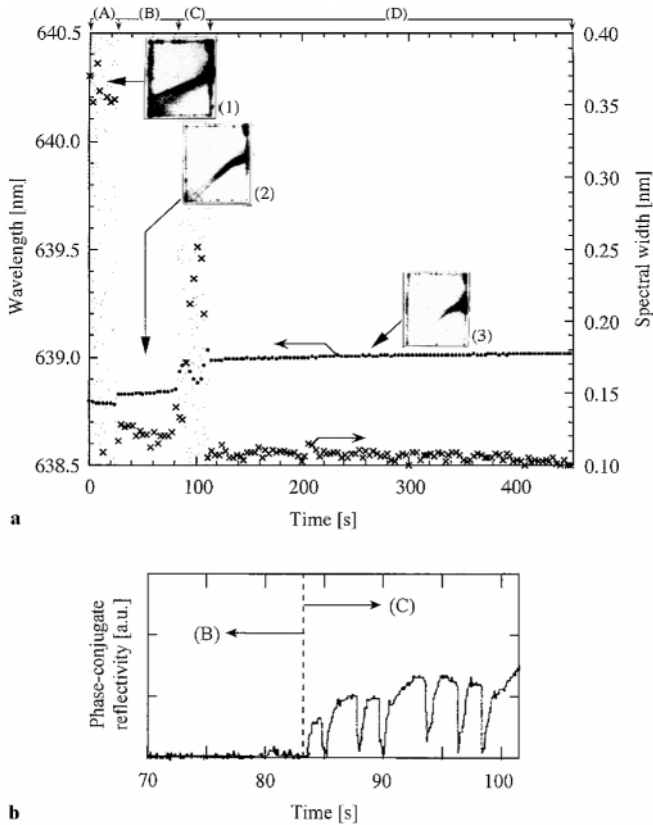 (A) (B) (C) (D)
640.5 0.40
(1)
640.0 0.35
(2)
639.5 0.30
0.25
(3)
639.0 0.20
0.15
638.5 0.10
Wavelength [nm]
Spectral width [nm]
0 100 200 300 400
Time [s]
a
(B) (C)
Phase-conjugate
reflectivity [a.u.]
70 80 90 100
Time [s]
b